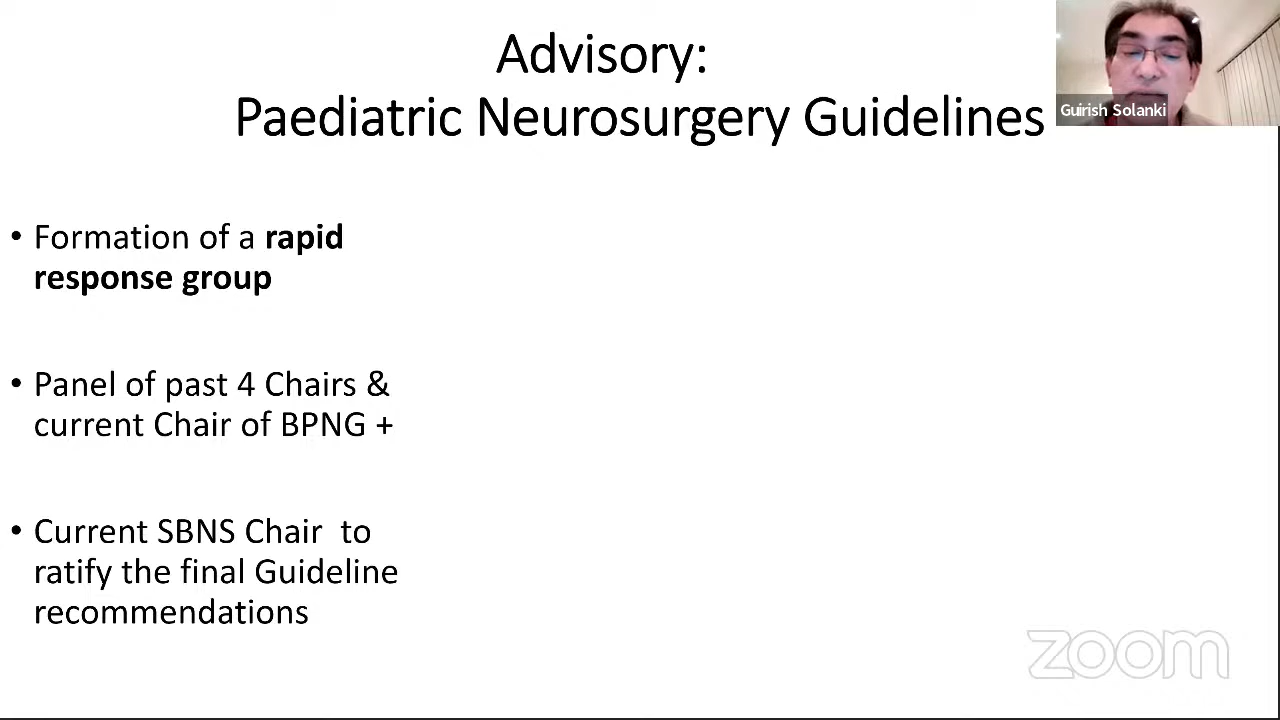 Advisory:
Paediatric Neurosurgery Guidelines
Guirish Solanki
• Formation of a rapid
response group
• Panel of past 4 Chairs &
current Chair of BPNG +
• Current SBNS Chair to
ratify the final Guideline
recommendations
zoom